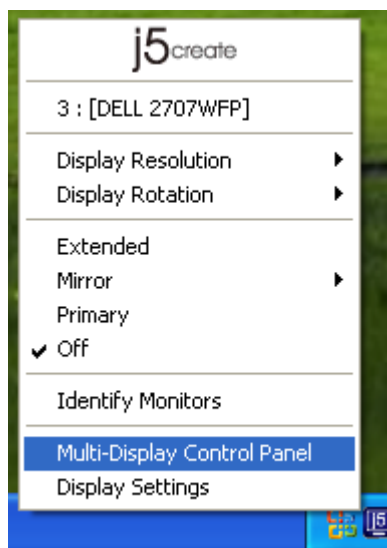 j5create
3 : [DELL 2707WFP]
Display Resolution
Display Rotation
Extended
Mirror
Primary
Off
Identify Monitors
Multi-Display Control Panel
Display Settings
j5